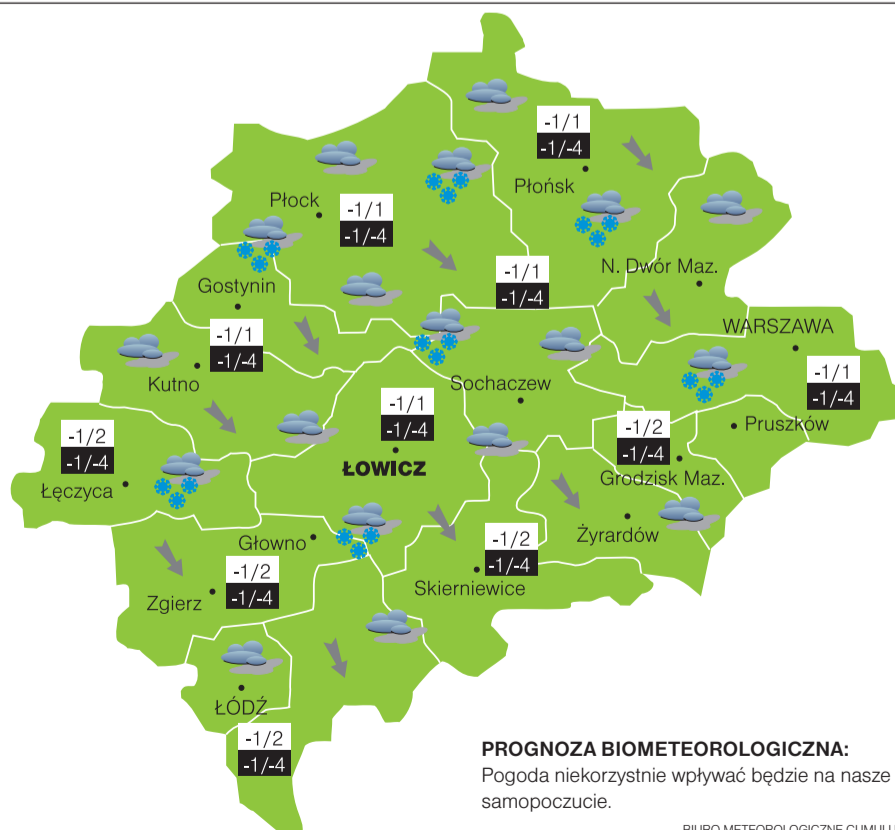 -1/1
-1/-4
Płońsk
Płock
-1/1
-1/-4
N. Dwór Maz.
-1/1
-1/-4
Gostynin
WARSZAWA
-1/1
-1/-4
Kutno
Sochaczew
-1/1
-1/-4
-1/1
-1/-4
ŁOWICZ
-1/2
-1/-4
Pruszków
-1/2
-1/-4
Łęczyca
Grodzisk Maz.
Żyrardów
Głowno
-1/2
-1/-4
Skierniewice
-1/2
-1/-4
Zgierz
ŁÓDŹ
-1/2
-1/-4
PROGNOZA BIOMETEOROLOGICZNA:
Pogoda niekorzystnie wpływać będzie na nasze
samopoczucie.
BIURO METEOROLOGICZNE CUMULU